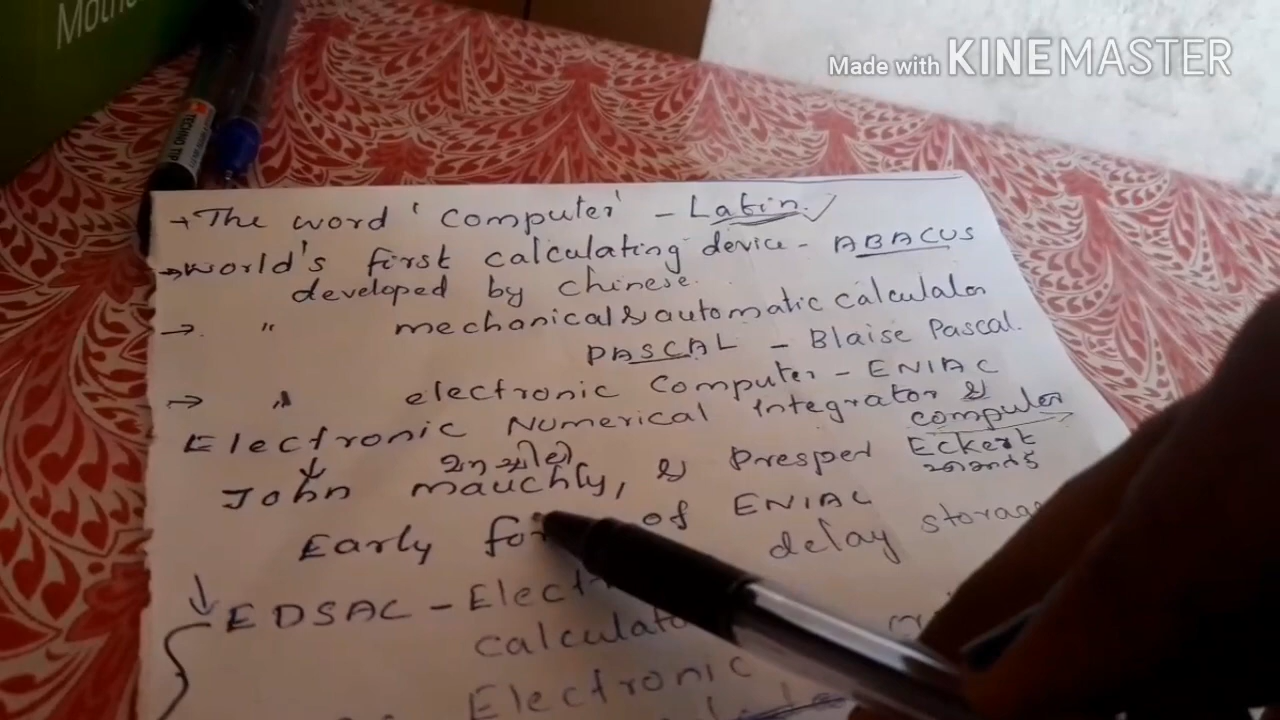 Made with KINEMASTER
TECHNO TIP
→ The word 'computer' - Latin. ✓
→ World's first calculating device - ABACUS
developed by chinese.
→ " mechanical & automatic calculator
PASCAL - Blaise Pascal.
→ " electronic computer - ENIAC
Electronic Numerical Integrator &
computer
John mauchly, & Presper Eckert
Early of ENIAC
EDSAC - delay storage
Electronic